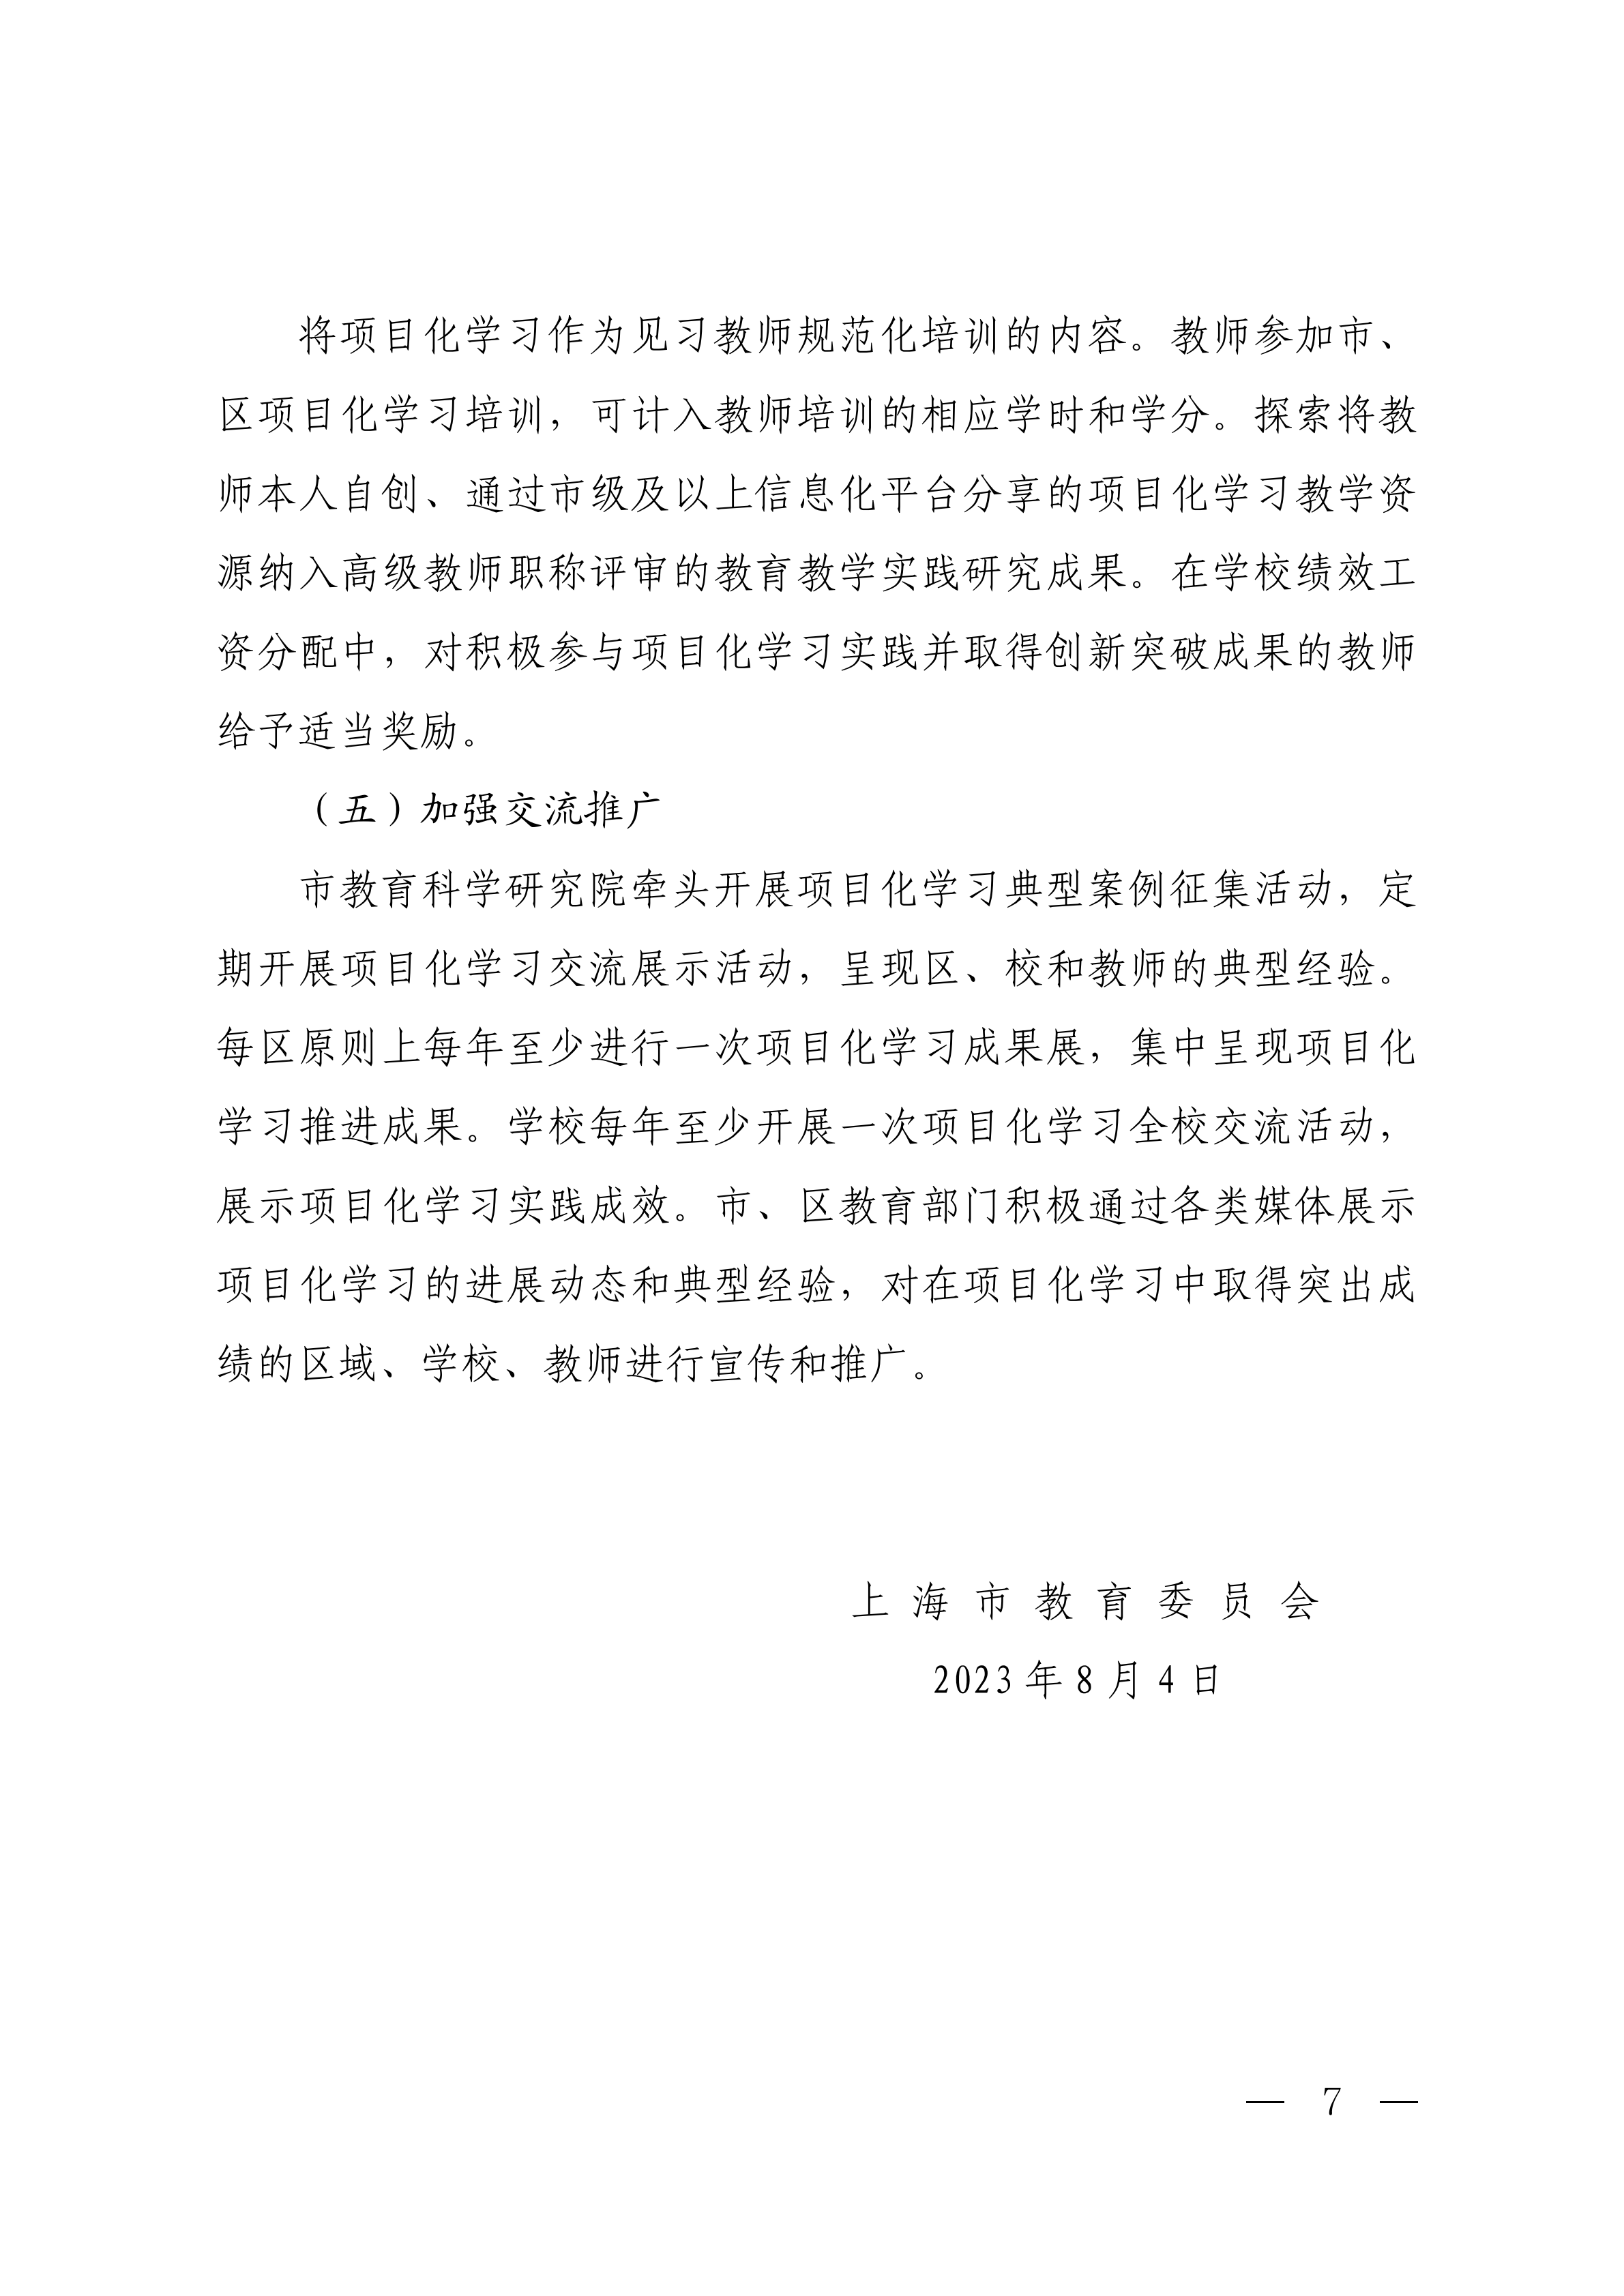 将项目化学习作为见习教师规范化培训的内容。教师参加市、
区项目化学习培训，可计入教师培训的相应学时和学分。探索将教
师本人自创、通过市级及以上信息化平台分享的项目化学习教学资
源纳入高级教师职称评审的教育教学实践研究成果。在学校绩效工
资分配中，对积极参与项目化学习实践并取得创新突破成果的教师
给予适当奖励。
（五）加强交流推广
市教育科学研究院牵头开展项目化学习典型案例征集活动，定
期开展项目化学习交流展示活动，呈现区、校和教师的典型经验。
每区原则上每年至少进行一次项目化学习成果展，集中呈现项目化
学习推进成果。学校每年至少开展一次项目化学习全校交流活动，
展示项目化学习实践成效。市、区教育部门积极通过各类媒体展示
项目化学习的进展动态和典型经验，对在项目化学习中取得突出成
绩的区域、学校、教师进行宣传和推广。
上海市教育委员会
2023年8月4日
— 7 —